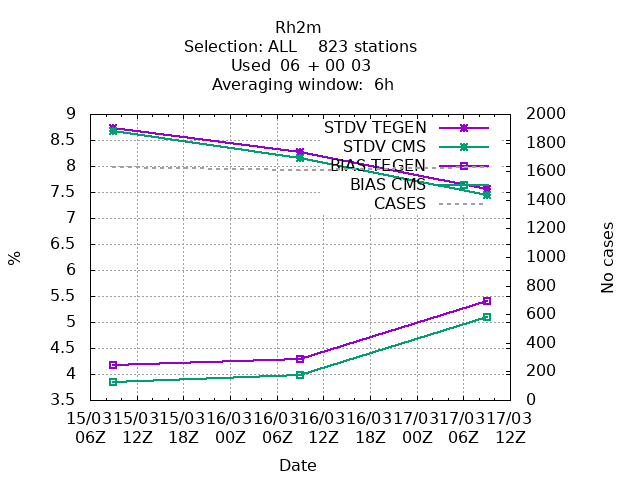 Rh2m
Selection: ALL    823 stations
Used  06 + 00 03
Averaging window:  6h
9
8.5
8
7.5
7
6.5
6
5.5
5
4.5
4
3.5
%
2000
1800
1600
1400
1200
1000
800
600
400
200
0
No cases
STDV TEGEN
STDV CMS
BIAS TEGEN
BIAS CMS
CASES
15/03 15/03 15/03 16/03 16/03 16/03 16/03 17/03 17/03 17/03
06Z 12Z 18Z 00Z 06Z 12Z 18Z 00Z 06Z 12Z
Date